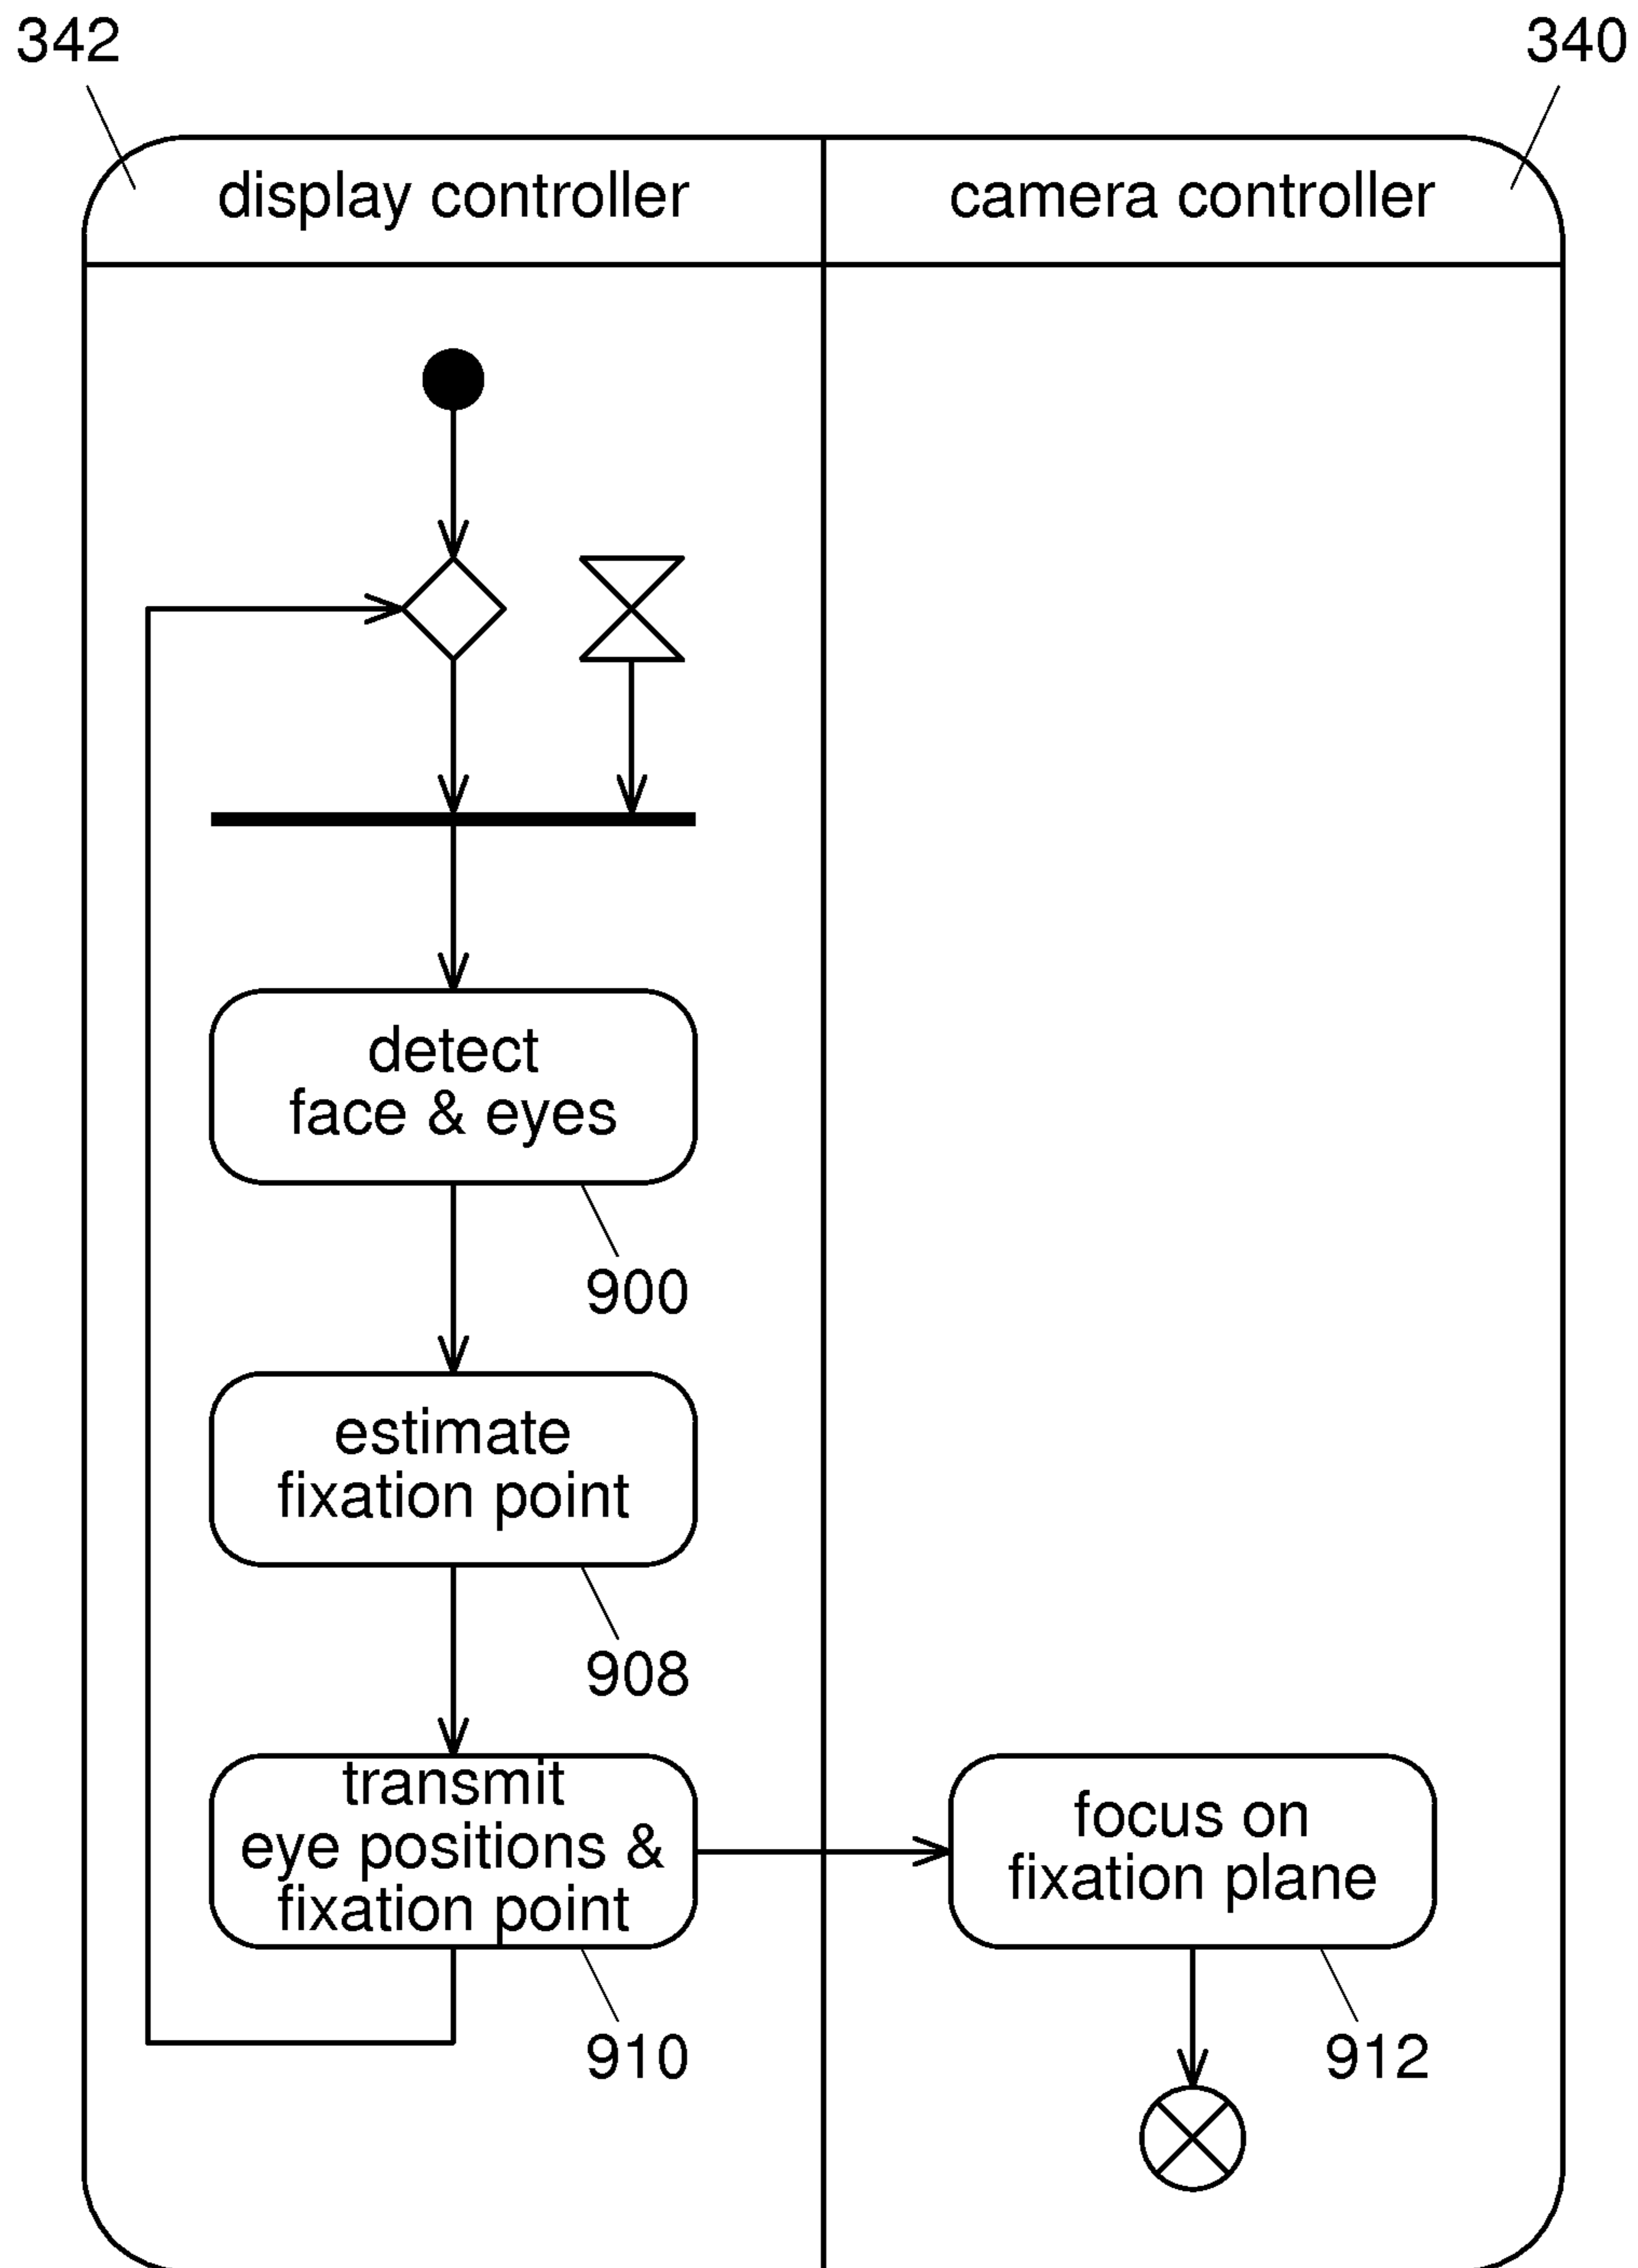 342
340
display controller
camera controller
detect
face & eyes
900
estimate
fixation point
908
transmit
eye positions &
fixation point
910
focus on
fixation plane
912